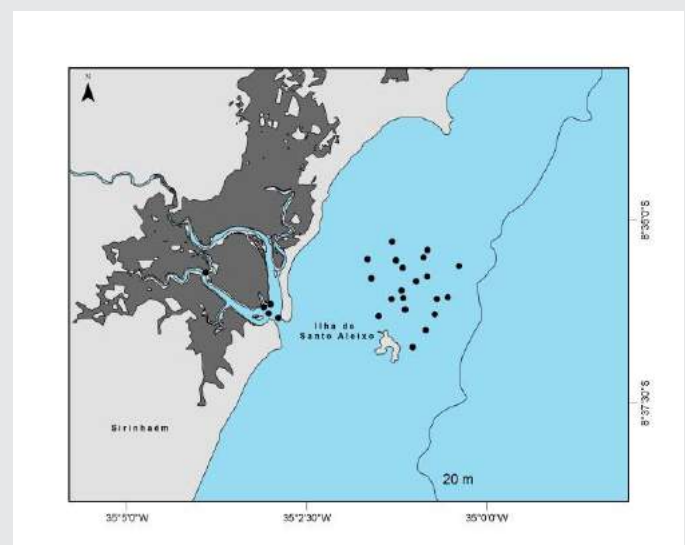 N
8°35'0"S
Ilha de
Santo Aleixo
8°37'30"S
Sirinhaém
20 m
35°5'0"W
35°2'30"W
35°0'0"W